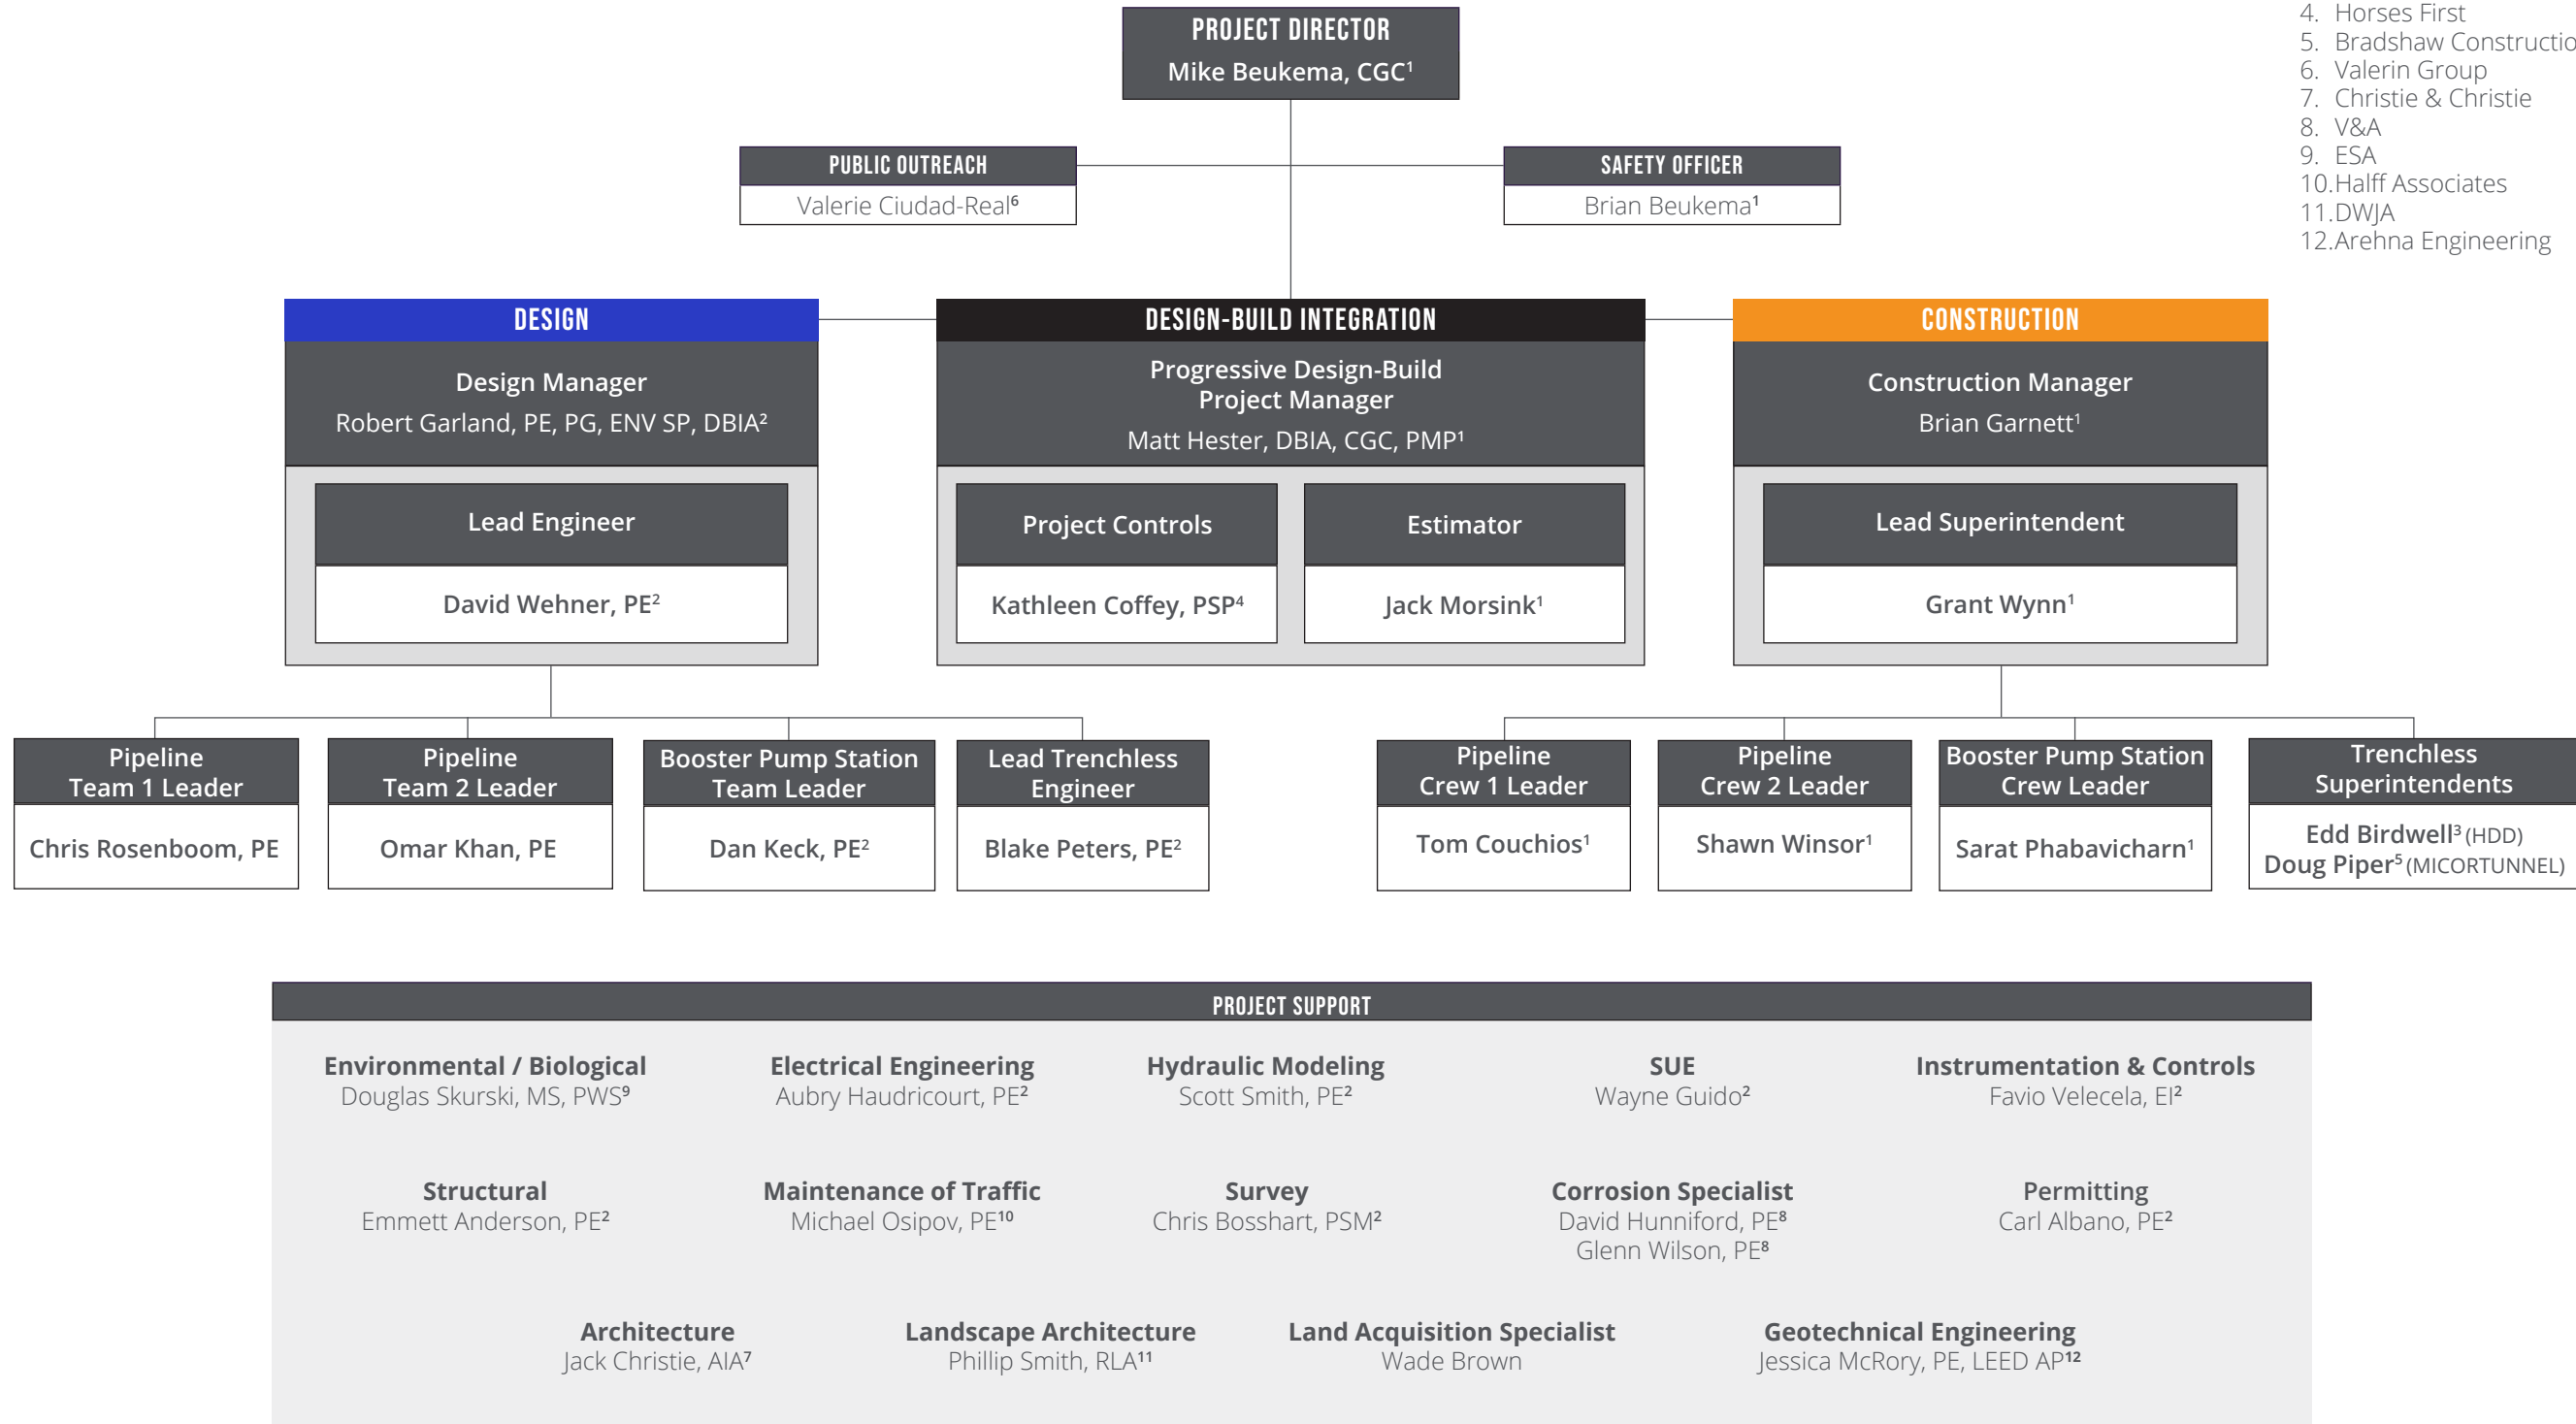 PROJECT DIRECTOR
Mike Beukema, CGC¹
4. Horses First
5. Bradshaw Constructio
6. Valerin Group
7. Christie & Christie
8. V&A
9. ESA
10.Halff Associates
11.DWJA
12.Arehna Engineering
PUBLIC OUTREACH
Valerie Ciudad-Real⁶
SAFETY OFFICER
Brian Beukema¹
DESIGN
Design Manager
Robert Garland, PE, PG, ENV SP, DBIA²
Lead Engineer
David Wehner, PE²
DESIGN-BUILD INTEGRATION
Progressive Design-Build
Project Manager
Matt Hester, DBIA, CGC, PMP¹
Project Controls
Kathleen Coffey, PSP⁴
Estimator
Jack Morsink¹
CONSTRUCTION
Construction Manager
Brian Garnett¹
Lead Superintendent
Grant Wynn¹
Pipeline
Team 1 Leader
Chris Rosenboom, PE
Pipeline
Team 2 Leader
Omar Khan, PE
Booster Pump Station
Team Leader
Dan Keck, PE²
Lead Trenchless
Engineer
Blake Peters, PE²
Pipeline
Crew 1 Leader
Tom Couchios¹
Pipeline
Crew 2 Leader
Shawn Winsor¹
Booster Pump Station
Crew Leader
Sarat Phabavicharn¹
Trenchless
Superintendents
Edd Birdwell³ (HDD)
Doug Piper⁵ (MICORTUNNEL)
PROJECT SUPPORT
Environmental / Biological
Douglas Skurski, MS, PWS⁹
Electrical Engineering
Aubry Haudricourt, PE²
Hydraulic Modeling
Scott Smith, PE²
SUE
Wayne Guido²
Instrumentation & Controls
Favio Velecela, EI²
Structural
Emmett Anderson, PE²
Maintenance of Traffic
Michael Osipov, PE¹⁰
Survey
Chris Bosshart, PSM²
Corrosion Specialist
David Hunniford, PE⁸
Glenn Wilson, PE⁸
Permitting
Carl Albano, PE²
Architecture
Jack Christie, AIA⁷
Landscape Architecture
Phillip Smith, RLA¹¹
Land Acquisition Specialist
Wade Brown
Geotechnical Engineering
Jessica McRory, PE, LEED AP¹²